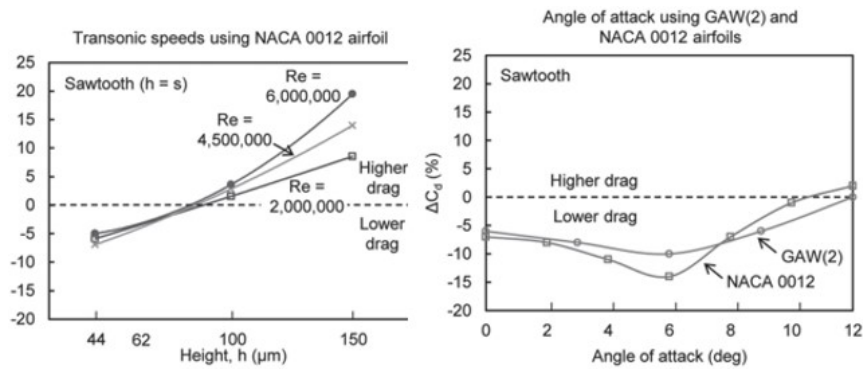 Transonic speeds using NACA 0012 airfoil
25
20
15
10
5
0
-5
-10
-15
-20
Sawtooth (h = s)
Re =
6,000,000
Re =
4,500,000
Higher
drag
Re =
2,000,000
Lower
drag
44
62
100
150
Height, h (μm)
Angle of attack using GAW(2) and
NACA 0012 airfoils
25
20
15
10
5
0
-5
-10
-15
-20
ΔCd (%)
Sawtooth
Higher drag
Lower drag
GAW(2)
NACA 0012
0
2
4
6
8
10
12
Angle of attack (deg)